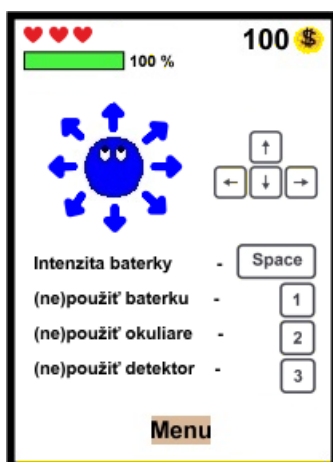 100 $
100 %
↑
← ↓ →
Intenzita baterky - Space
(ne)použiť baterku - 1
(ne)použiť okuliare - 2
(ne)použiť detektor - 3
Menu